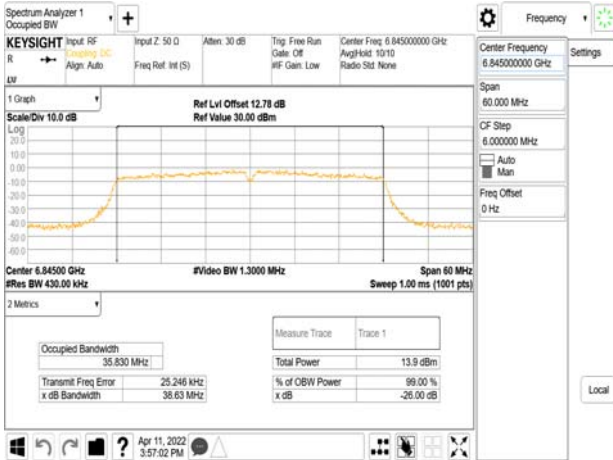 Spectrum Analyzer 1
Occupied BW
+
Frequency
KEYSIGHT
R
LXI
Input: RF
Coupling: DC
Align: Auto
Input Z: 50 Ω
Freq Ref: Int (S)
Atten: 30 dB
Trig: Free Run
Gate: Off
#IF Gain: Low
Center Freq: 6.845000000 GHz
Avg|Hold: 10/10
Radio Std: None
1 Graph
Scale/Div 10.0 dB
Ref Lvl Offset 12.78 dB
Ref Value 30.00 dBm
Log
20.0
10.0
0.00
-10.0
-20.0
-30.0
-40.0
-50.0
-60.0
Center 6.84500 GHz
#Video BW 1.3000 MHz
Span 60 MHz
#Res BW 430.00 kHz
Sweep 1.00 ms (1001 pts)
2 Metrics
Measure Trace
Trace 1
Occupied Bandwidth
35.830 MHz
Total Power
13.9 dBm
Transmit Freq Error
25.246 kHz
% of OBW Power
99.00 %
x dB Bandwidth
38.63 MHz
x dB
-26.00 dB
Center Frequency
6.845000000 GHz
Settings
Span
60.000 MHz
CF Step
6.000000 MHz
Auto
Man
Freq Offset
0 Hz
Local
?
Apr 11, 2022
3:57:02 PM